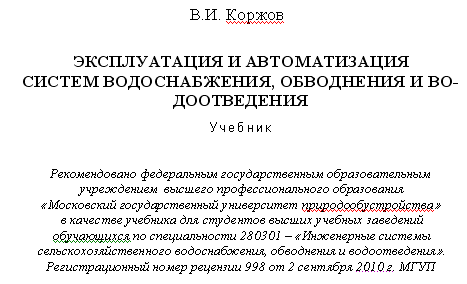 В.И. Коржов
ЭКСПЛУАТАЦИЯ И АВТОМАТИЗАЦИЯ
СИСТЕМ ВОДОСНАБЖЕНИЯ, ОБВОДНЕНИЯ И ВО-
ДООТВЕДЕНИЯ
Учебник
Рекомендовано федеральным государственным образовательным
учреждением высшего профессионального образования
«Московский государственный университет природообустройства»
в качестве учебника для студентов высших учебных заведений
обучающихся по специальности 280301 – «Инженерные системы
сельскохозяйственного водоснабжения, обводнения и водоотведения».
Регистрационный номер рецензии 998 от 2 сентября 2010 г. МГУП